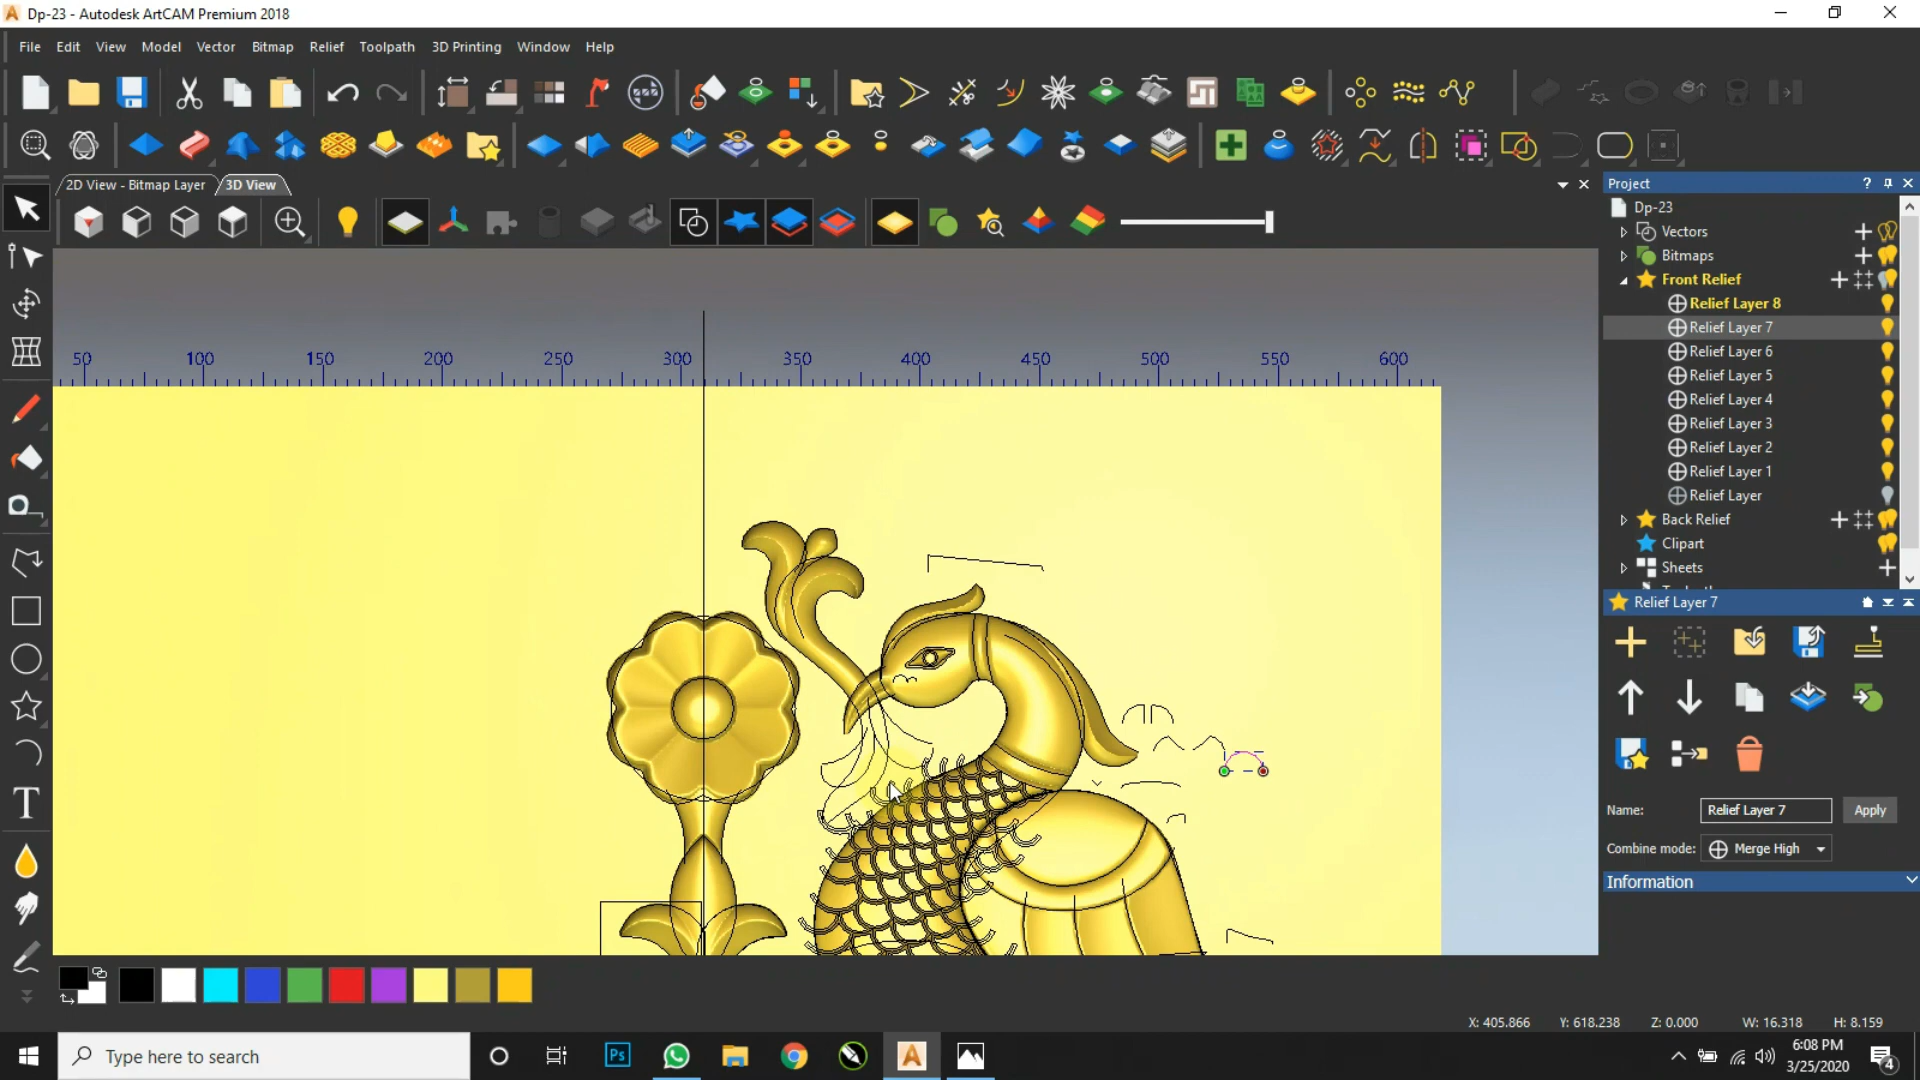 Dp-23 - Autodesk ArtCAM Premium 2018
File Edit View Model Vector Bitmap Relief Toolpath 3D Printing Window Help
2D View - Bitmap Layer 3D View
50 100 150 200 250 300 350 400 450 500 550 600
Project
Dp-23
Vectors
Bitmaps
Front Relief
Relief Layer 8
Relief Layer 7
Relief Layer 6
Relief Layer 5
Relief Layer 4
Relief Layer 3
Relief Layer 2
Relief Layer 1
Relief Layer
Back Relief
Clipart
Sheets
Relief Layer 7
Name: Relief Layer 7 Apply
Combine mode: Merge High
Information
X: 405.866 Y: 618.238 Z: 0.000 W: 16.318 H: 8.159
Type here to search
Ps
6:08 PM
3/25/2020
4